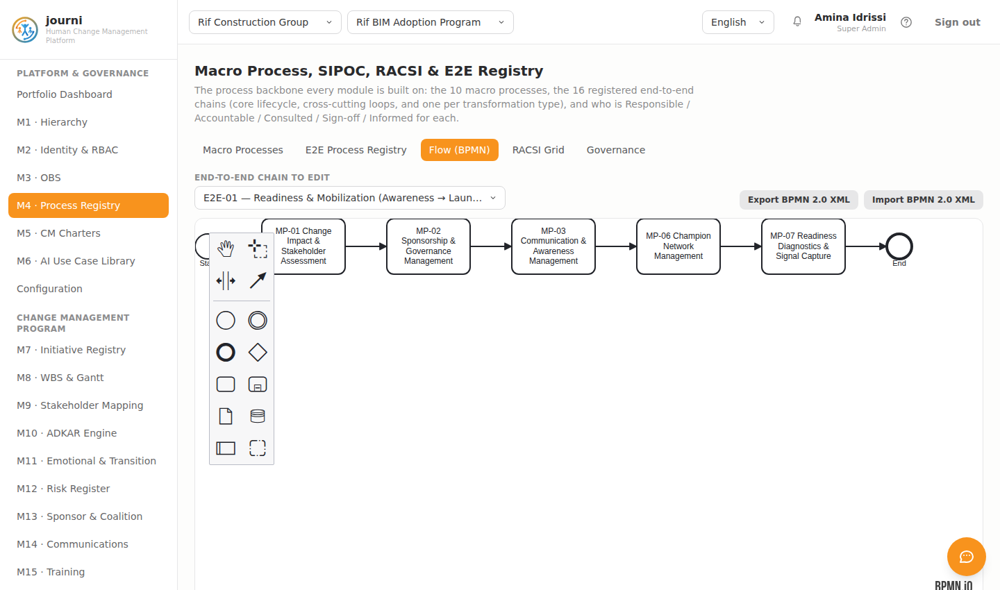 journi
Human Change Management
Platform
Rif Construction Group
Rif BIM Adoption Program
English
Amina Idrissi
Super Admin
Sign out
PLATFORM & GOVERNANCE
Portfolio Dashboard
M1 · Hierarchy
M2 · Identity & RBAC
M3 · OBS
M4 · Process Registry
M5 · CM Charters
M6 · AI Use Case Library
Configuration
CHANGE MANAGEMENT
PROGRAM
M7 · Initiative Registry
M8 · WBS & Gantt
M9 · Stakeholder Mapping
M10 · ADKAR Engine
M11 · Emotional & Transition
M12 · Risk Register
M13 · Sponsor & Coalition
M14 · Communications
M15 · Training
Macro Process, SIPOC, RACSI & E2E Registry
The process backbone every module is built on: the 10 macro processes, the 16 registered end-to-end
chains (core lifecycle, cross-cutting loops, and one per transformation type), and who is Responsible /
Accountable / Consulted / Sign-off / Informed for each.
Macro Processes
E2E Process Registry
Flow (BPMN)
RACSI Grid
Governance
END-TO-END CHAIN TO EDIT
E2E-01 — Readiness & Mobilization (Awareness → Laun...
Export BPMN 2.0 XML
Import BPMN 2.0 XML
Sta
MP-01 Change
Impact &
Stakeholder
Assessment
MP-02
Sponsorship &
Governance
Management
MP-03
Communication &
Awareness
Management
MP-06 Champion
Network
Management
MP-07 Readiness
Diagnostics &
Signal Capture
End
BPMN.iO